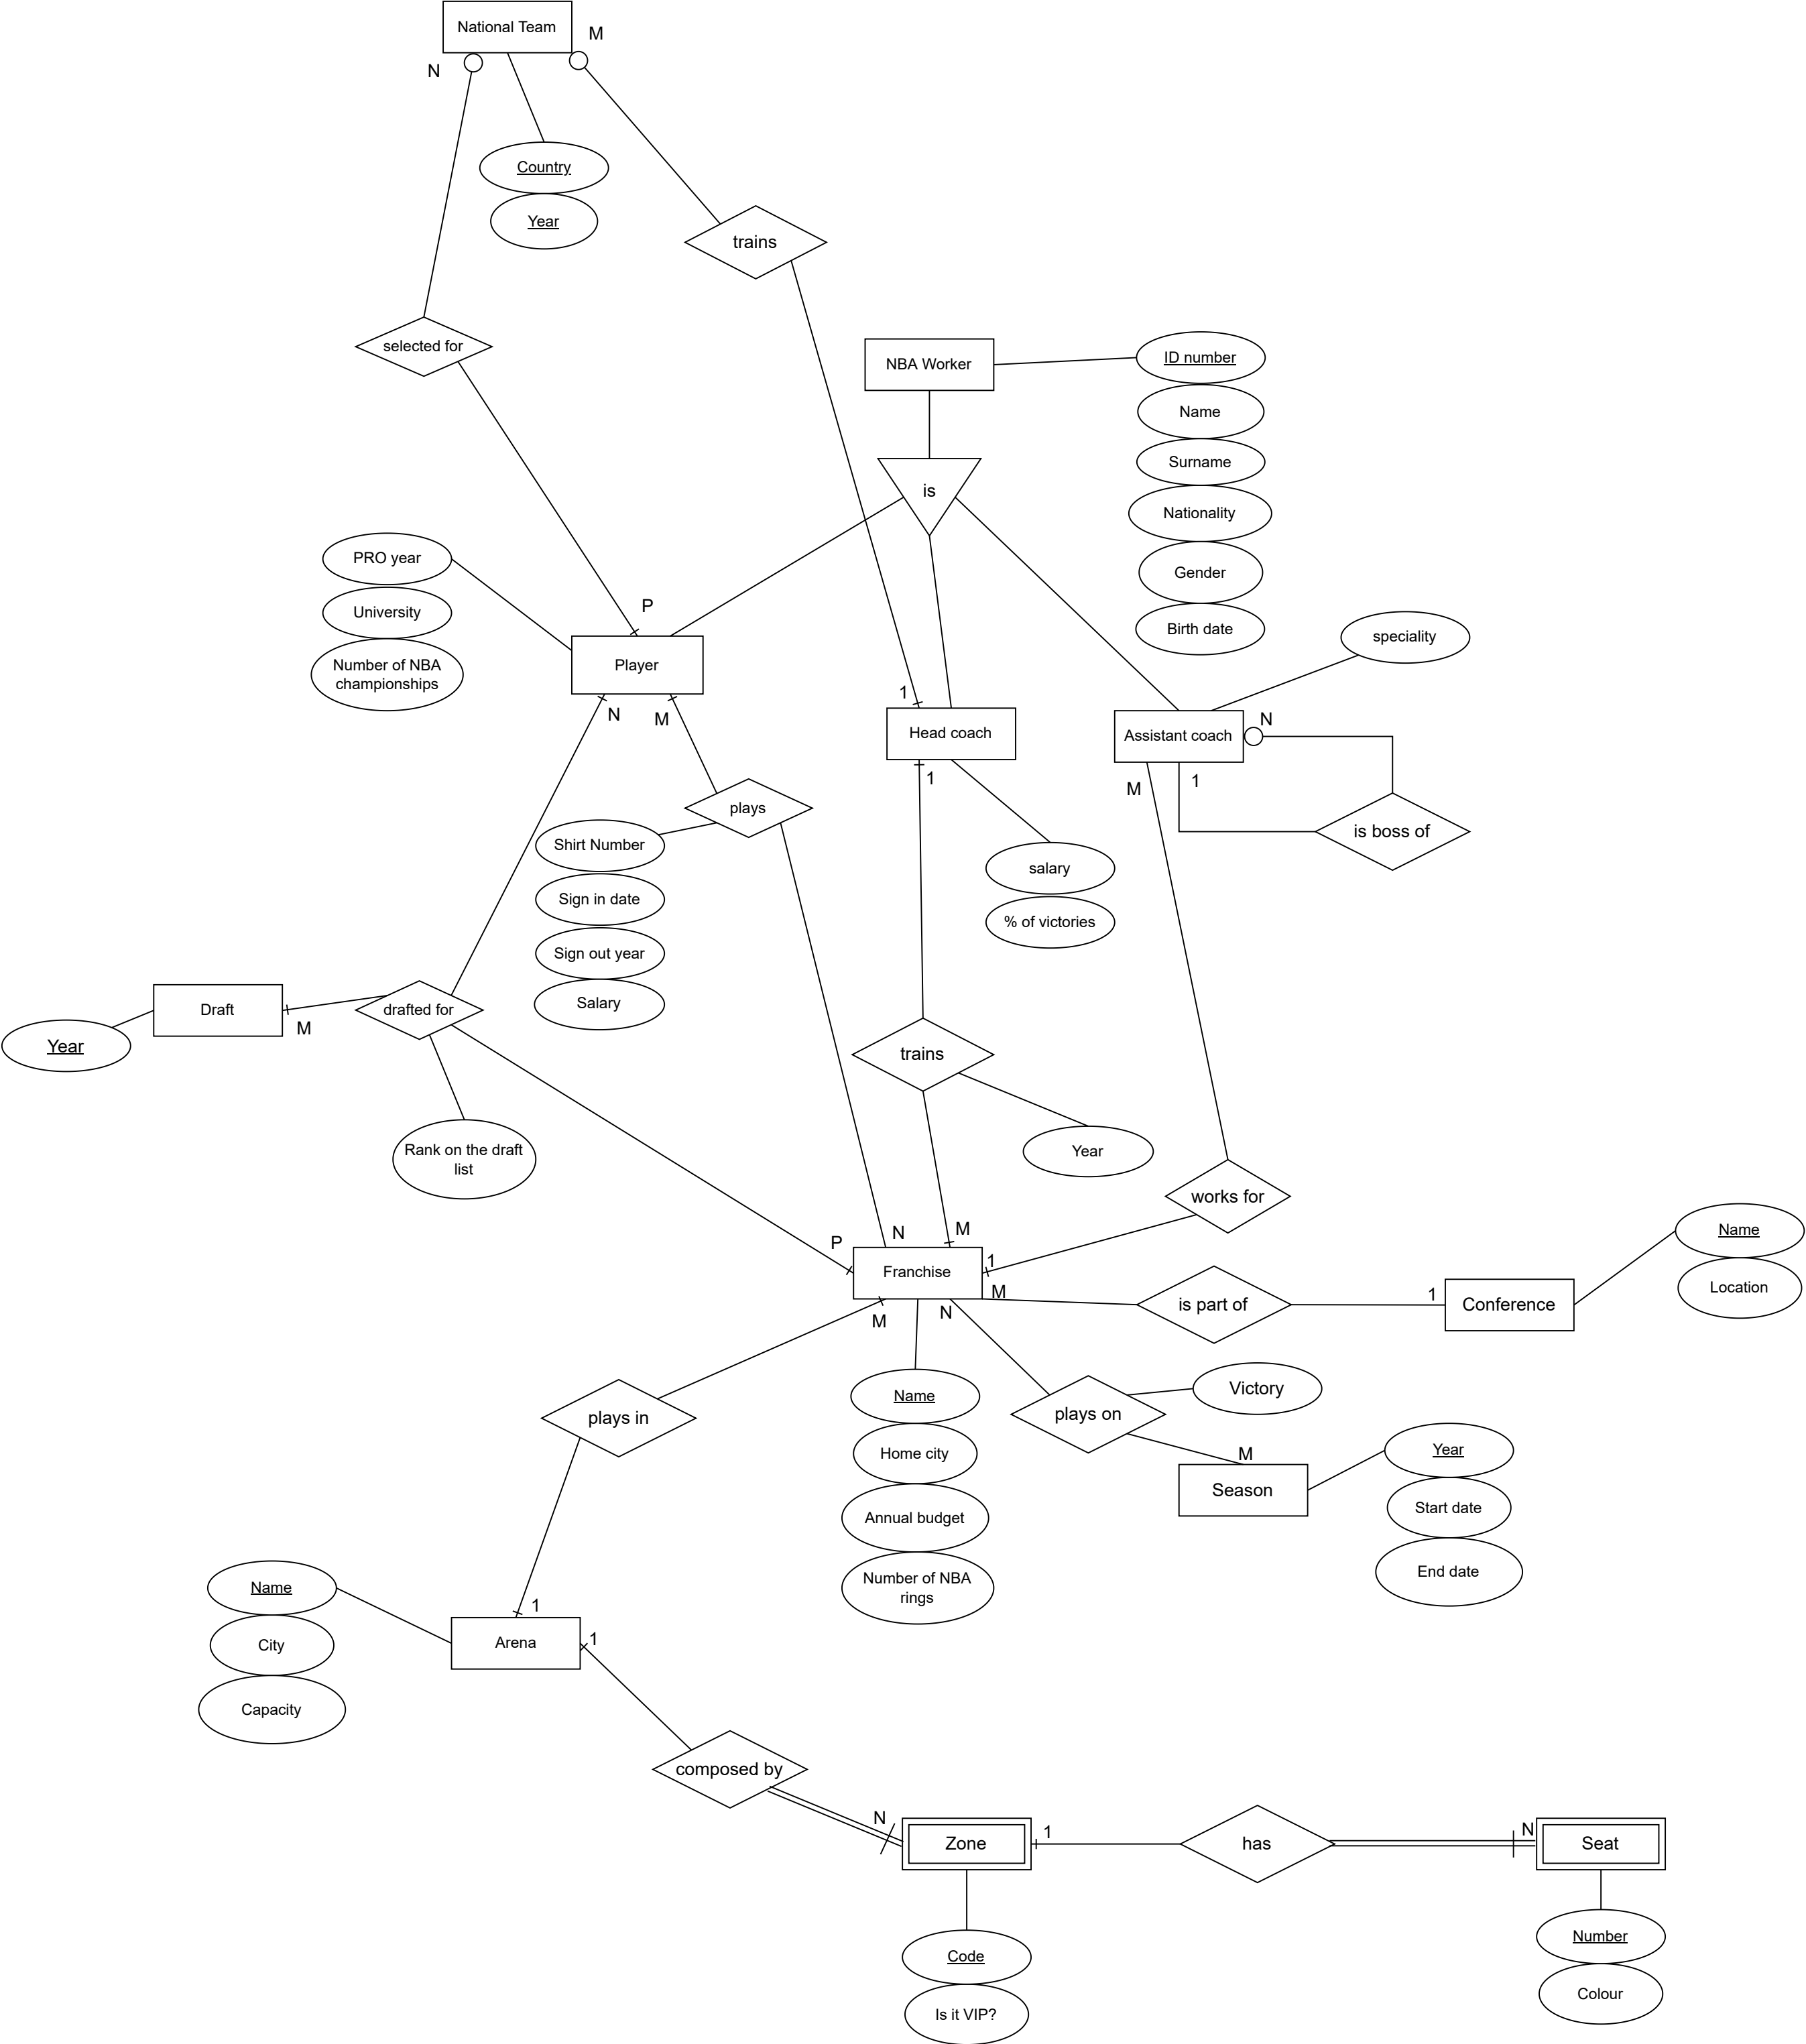 National Team
M
N
Country
Year
trains
selected for
NBA Worker
ID number
Name
Surname
Nationality
Gender
Birth date
is
PRO year
University
Number of NBA
championships
P
Player
N
M
speciality
1
Head coach
1
Assistant coach
N
M
1
is boss of
plays
Shirt Number
Sign in date
Sign out year
Salary
salary
% of victories
Draft
M
Year
drafted for
Rank on the draft
list
trains
Year
works for
P
N
M
Franchise
1
M
M
N
is part of
1
Conference
Name
Location
plays in
Name
Home city
Annual budget
Number of NBA
rings
plays on
Victory
M
Season
Year
Start date
End date
Name
City
Capacity
1
Arena
1
composed by
N
Zone
1
has
N
Seat
Code
Is it VIP?
Number
Colour